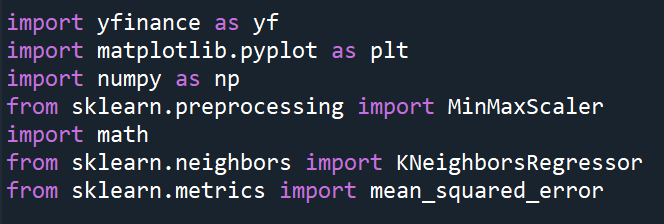 import yfinance as yf
import matplotlib.pyplot as plt
import numpy as np
from sklearn.preprocessing import MinMaxScaler
import math
from sklearn.neighbors import KNeighborsRegressor
from sklearn.metrics import mean_squared_error